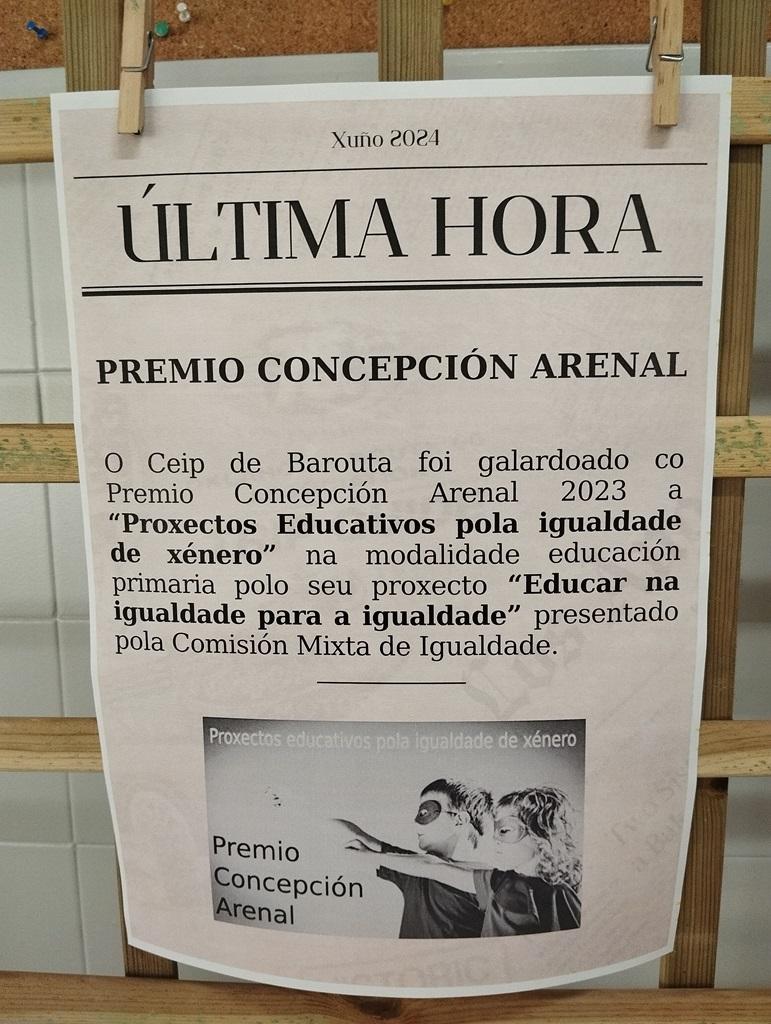 Xuño 2024
ÚLTIMA HORA
PREMIO CONCEPCIÓN ARENAL
O Ceip de Barouta foi galardoado co
Premio Concepción Arenal 2023 a
“Proxectos Educativos pola igualdade
de xénero” na modalidade educación
primaria polo seu proxecto “Educar na
igualdade para a igualdade” presentado
pola Comisión Mixta de Igualdade.
Proxectos educativos pola igualdade de xénero
Premio
Concepción
Arenal